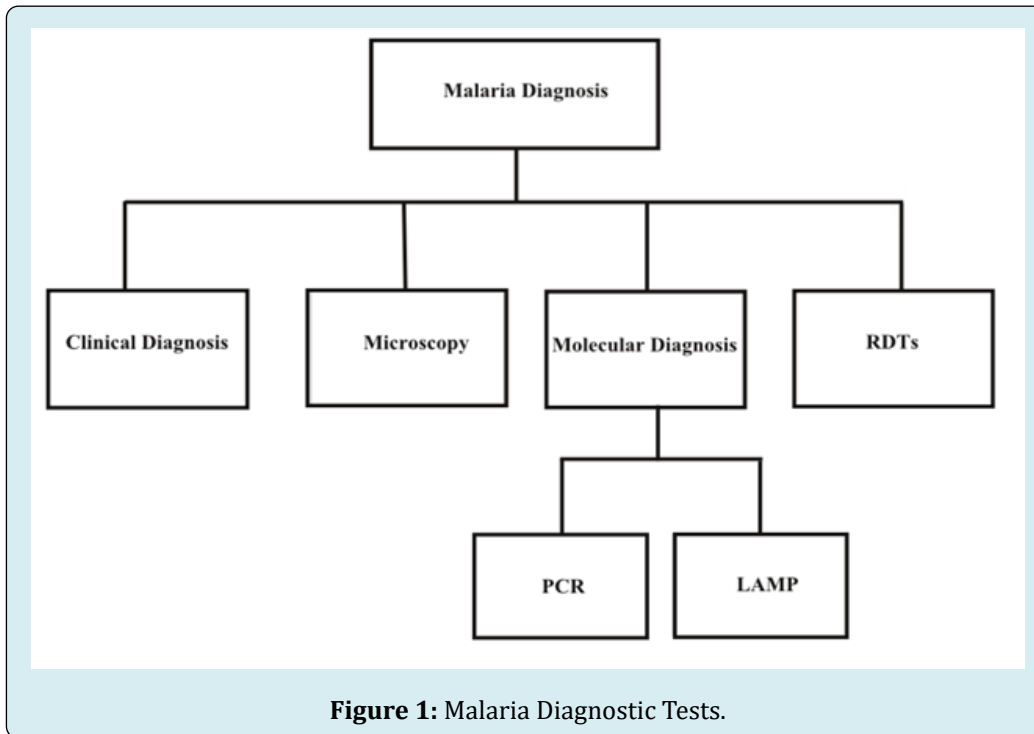 Malaria Diagnosis
Clinical Diagnosis
Microscopy
Molecular Diagnosis
RDTs
PCR
LAMP
Figure 1: Malaria Diagnostic Tests.